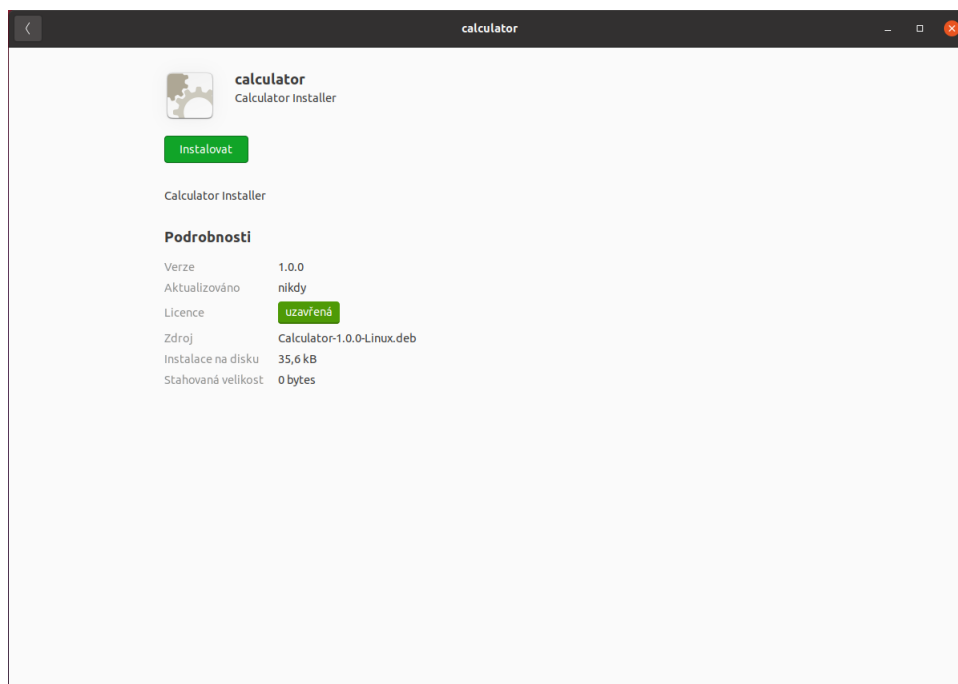 calculator
calculator
Calculator Installer
Instalovat
Calculator Installer
Podrobnosti
Verze 1.0.0
Aktualizováno nikdy
Licence uzavřená
Zdroj Calculator-1.0.0-Linux.deb
Instalace na disku 35,6 kB
Stahovaná velikost 0 bytes